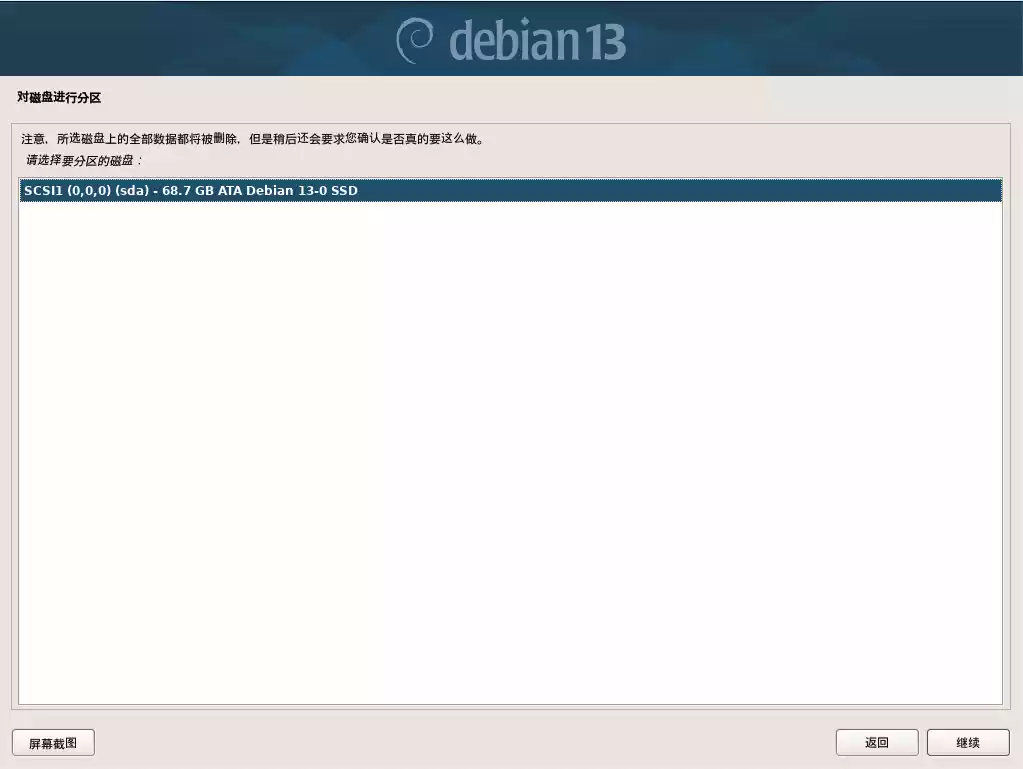 debian 13
对磁盘进行分区
注意，所选磁盘上的全部数据都将被删除，但是稍后还会要求您确认是否真的要这么做。
请选择要分区的磁盘：
SCSI1 (0,0,0) (sda) - 68.7 GB ATA Debian 13-0 SSD
屏幕截图
返回
继续